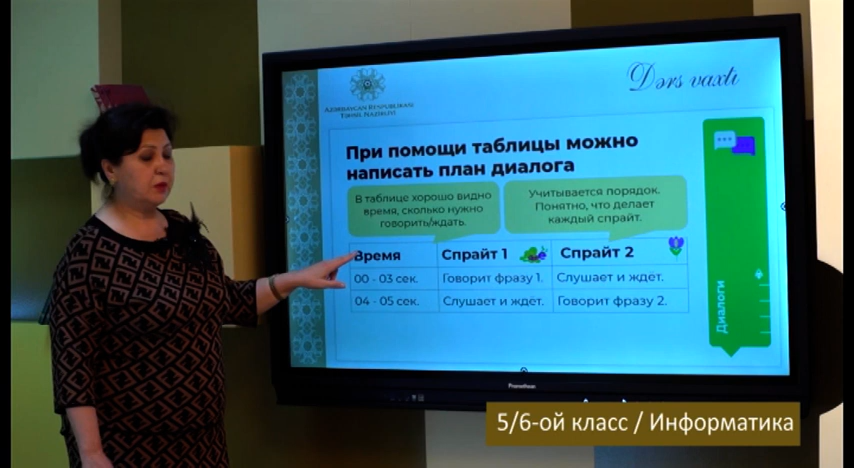 AZƏRBAYCAN RESPUBLİKASI
TƏHSİL NAZİRLİYİ
Dərs vaxtı
При помощи таблицы можно
написать план диалога
В таблице хорошо видно
время, сколько нужно
говорить/ждать.
Учитывается порядок.
Понятно, что делает
каждый спрайт.
Время Спрайт 1 Спрайт 2
00 - 03 сек. Говорит фразу 1. Слушает и ждёт.
04 - 05 сек. Слушает и ждёт. Говорит фразу 2.
Диалоги
Promethean
5/6-ой класс / Информатика